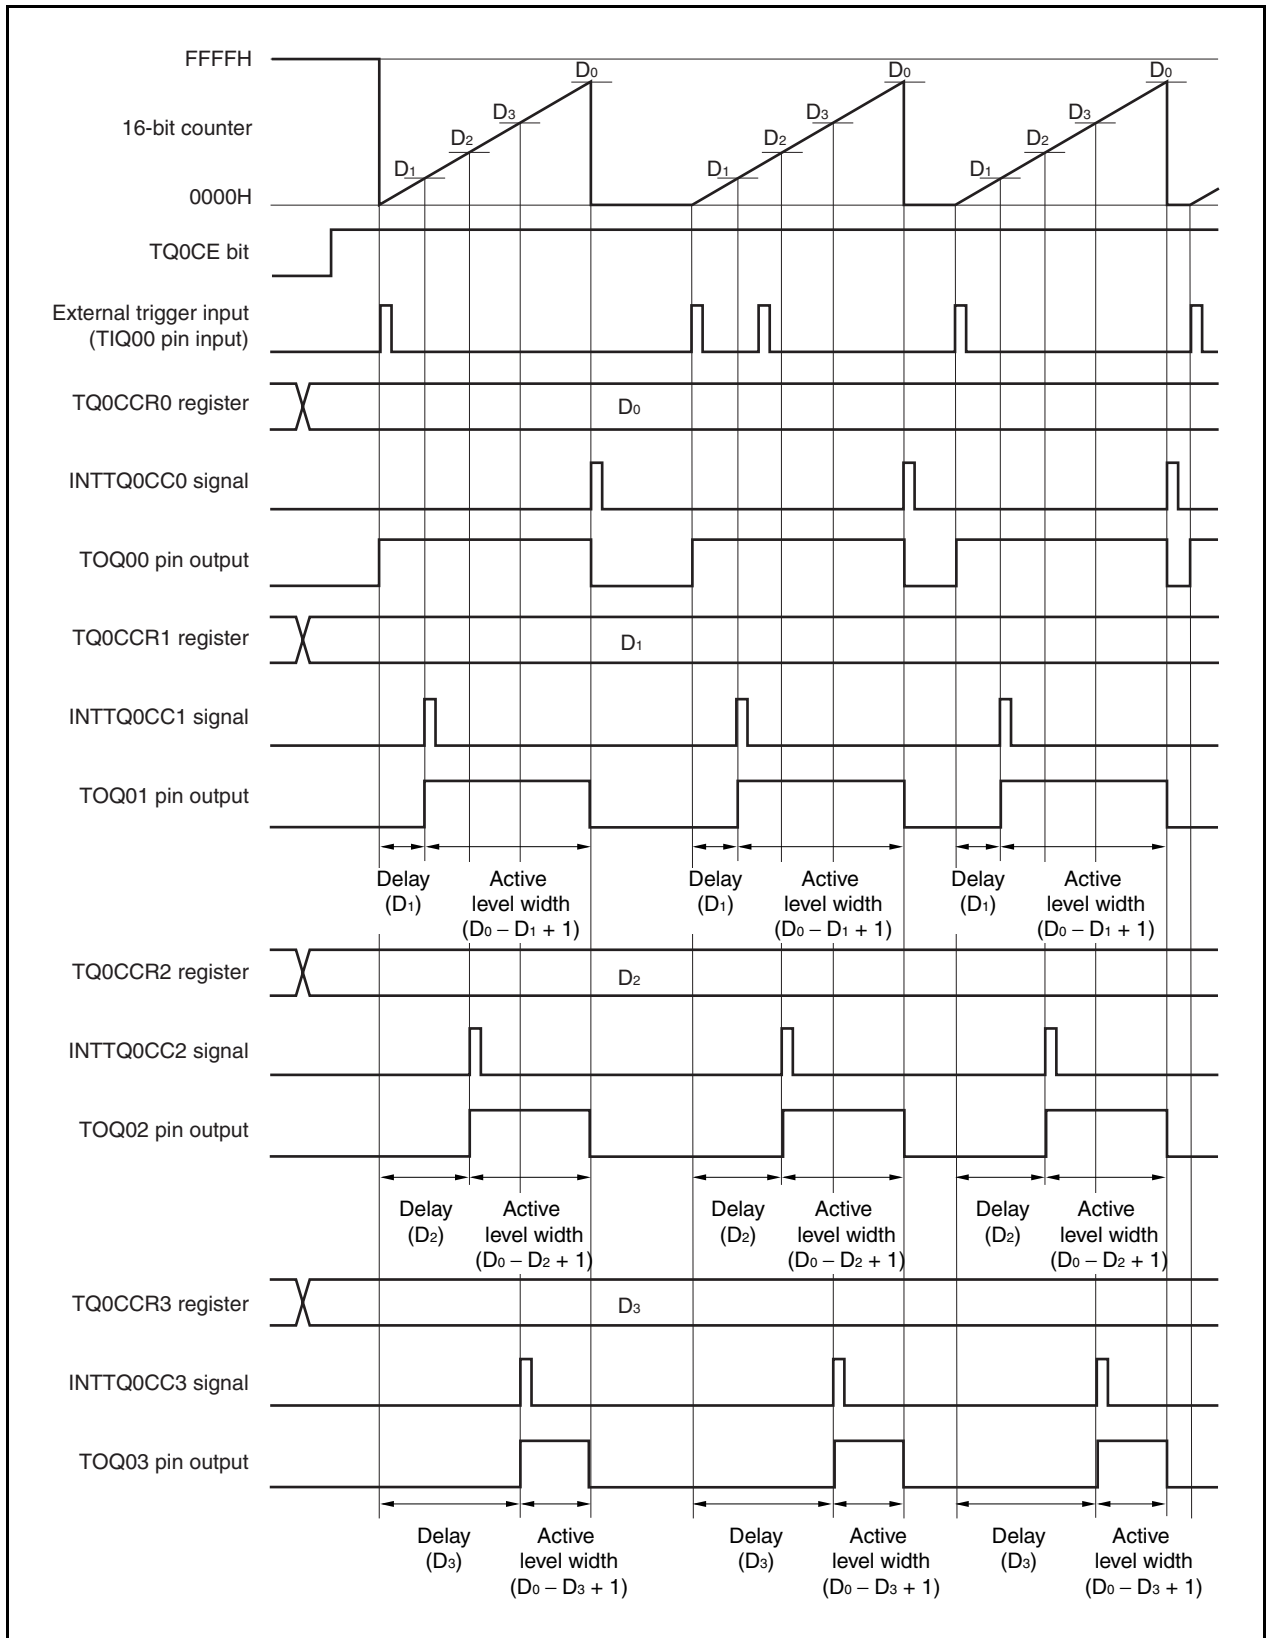 FFFFH
D0 D0 D0
D3 D3 D3
16-bit counter
D2 D2 D2
D1 D1 D1
0000H
TQ0CE bit
External trigger input
(TIQ00 pin input)
TQ0CCR0 register
D0
INTTQ0CC0 signal
TOQ00 pin output
TQ0CCR1 register
D1
INTTQ0CC1 signal
TOQ01 pin output
Delay Active Delay Active Delay Active
(D1) level width (D1) level width (D1) level width
(D0 – D1 + 1) (D0 – D1 + 1) (D0 – D1 + 1)
TQ0CCR2 register
D2
INTTQ0CC2 signal
TOQ02 pin output
Delay Active Delay Active Delay Active
(D2) level width (D2) level width (D2) level width
(D0 – D2 + 1) (D0 – D2 + 1) (D0 – D2 + 1)
TQ0CCR3 register
D3
INTTQ0CC3 signal
TOQ03 pin output
Delay Active Delay Active Delay Active
(D3) level width (D3) level width (D3) level width
(D0 – D3 + 1) (D0 – D3 + 1) (D0 – D3 + 1)